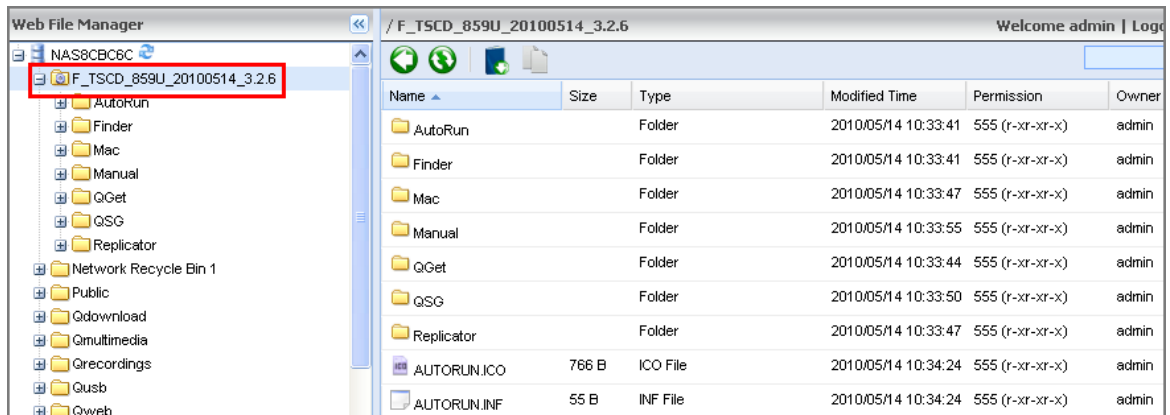 Web File Manager
NAS8CBC6C
F_TSCD_859U_20100514_3.2.6
AutoRun
Finder
Mac
Manual
QGet
QSG
Replicator
Network Recycle Bin 1
Public
Qdownload
Qmultimedia
Qrecordings
Qusb
Qweb
/ F_TSCD_859U_20100514_3.2.6 Welcome admin | Logo
Name Size Type Modified Time Permission Owner
AutoRun Folder 2010/05/14 10:33:41 555 (r-xr-xr-x) admin
Finder Folder 2010/05/14 10:33:41 555 (r-xr-xr-x) admin
Mac Folder 2010/05/14 10:33:47 555 (r-xr-xr-x) admin
Manual Folder 2010/05/14 10:33:55 555 (r-xr-xr-x) admin
QGet Folder 2010/05/14 10:33:44 555 (r-xr-xr-x) admin
QSG Folder 2010/05/14 10:33:50 555 (r-xr-xr-x) admin
Replicator Folder 2010/05/14 10:33:47 555 (r-xr-xr-x) admin
AUTORUN.ICO 766 B ICO File 2010/05/14 10:34:24 555 (r-xr-xr-x) admin
AUTORUN.INF 55 B INF File 2010/05/14 10:34:24 555 (r-xr-xr-x) admin